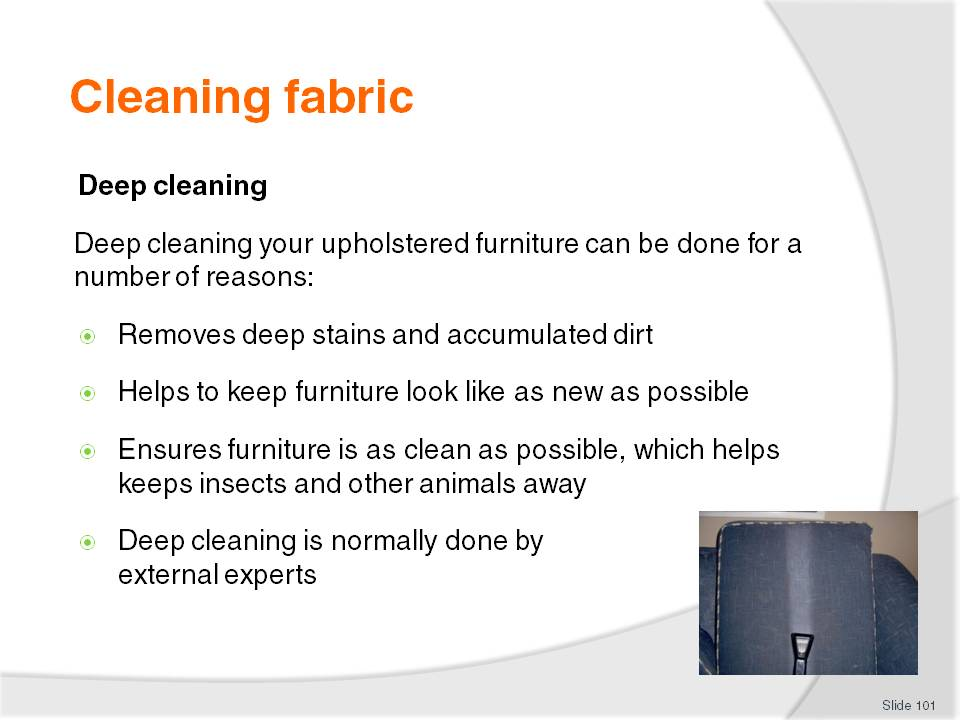 Cleaning fabric
Deep cleaning
Deep cleaning your upholstered furniture can be done for a
number of reasons:
Removes deep stains and accumulated dirt
Helps to keep furniture look like as new as possible
Ensures furniture is as clean as possible, which helps
keeps insects and other animals away
Deep cleaning is normally done by
external experts
Slide 101